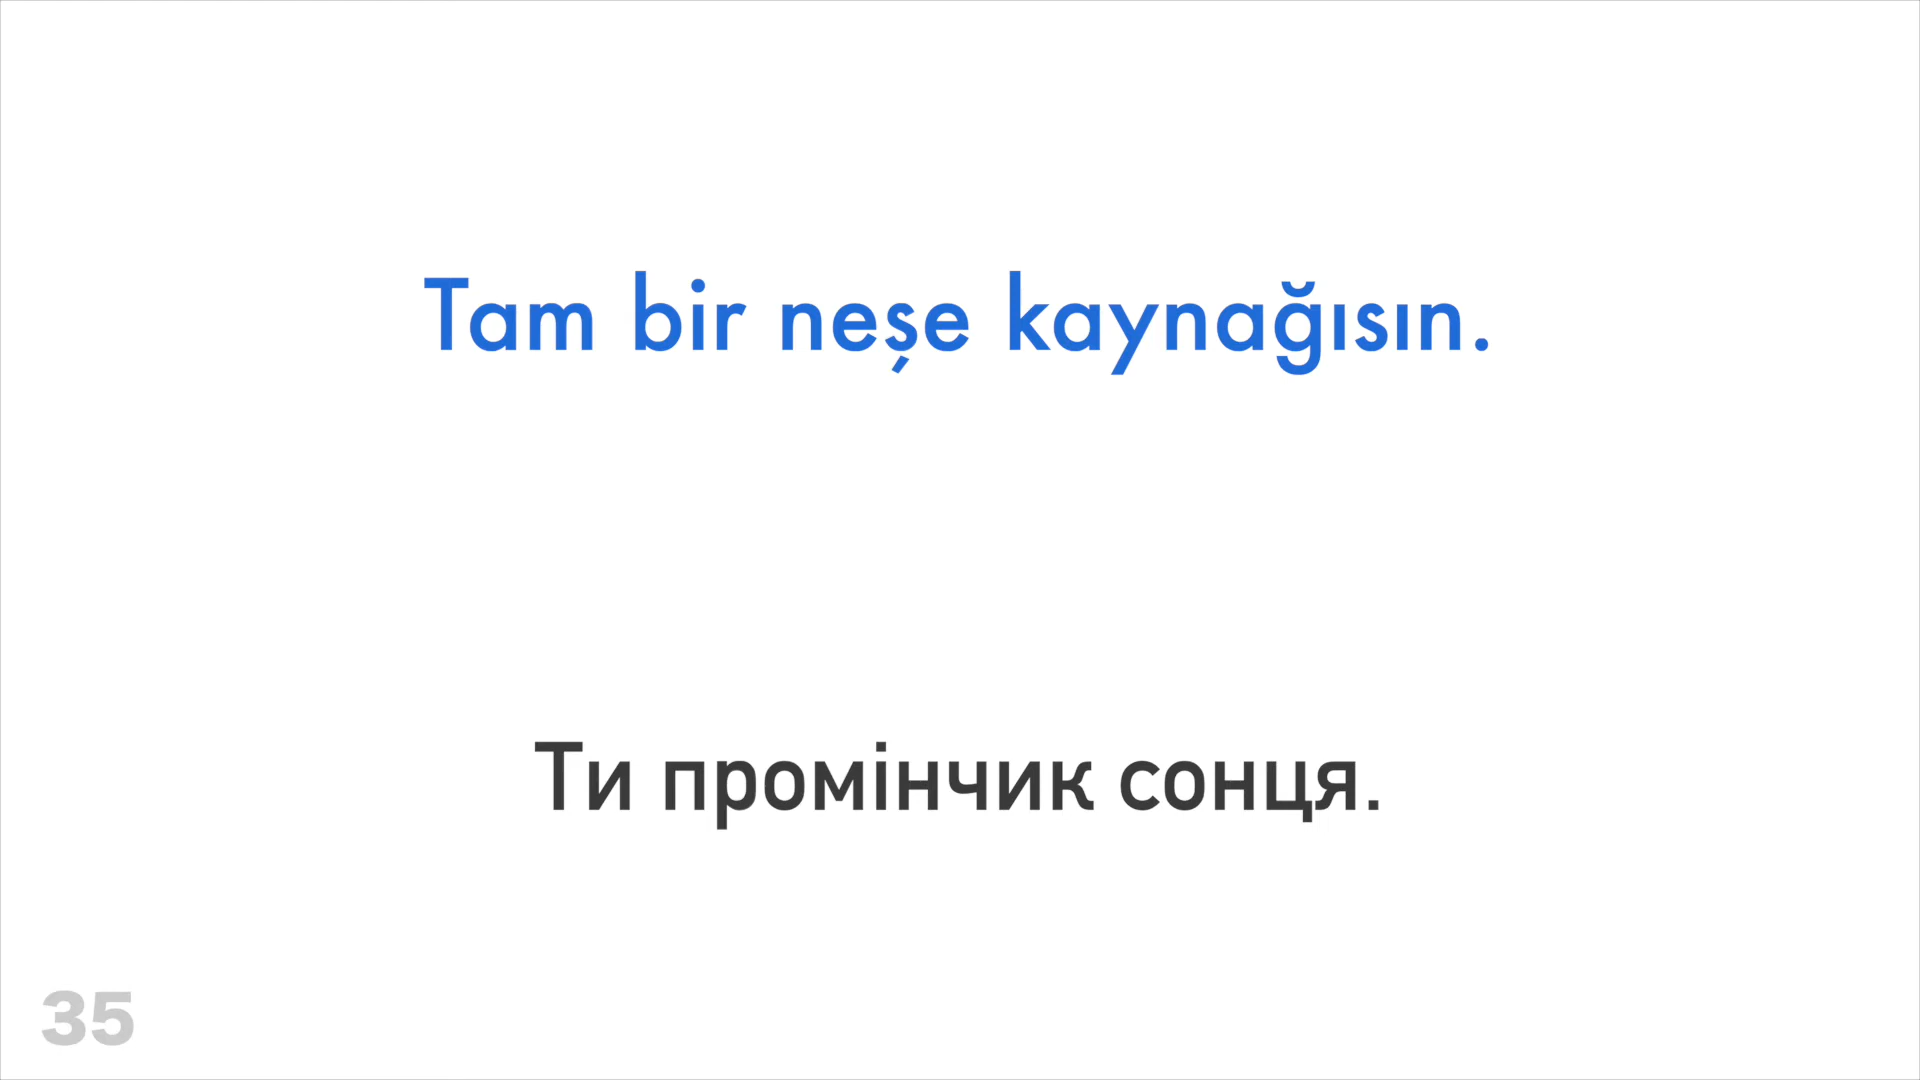 Tam bir neşe kaynağısın.
Ти промінчик сонця.
35